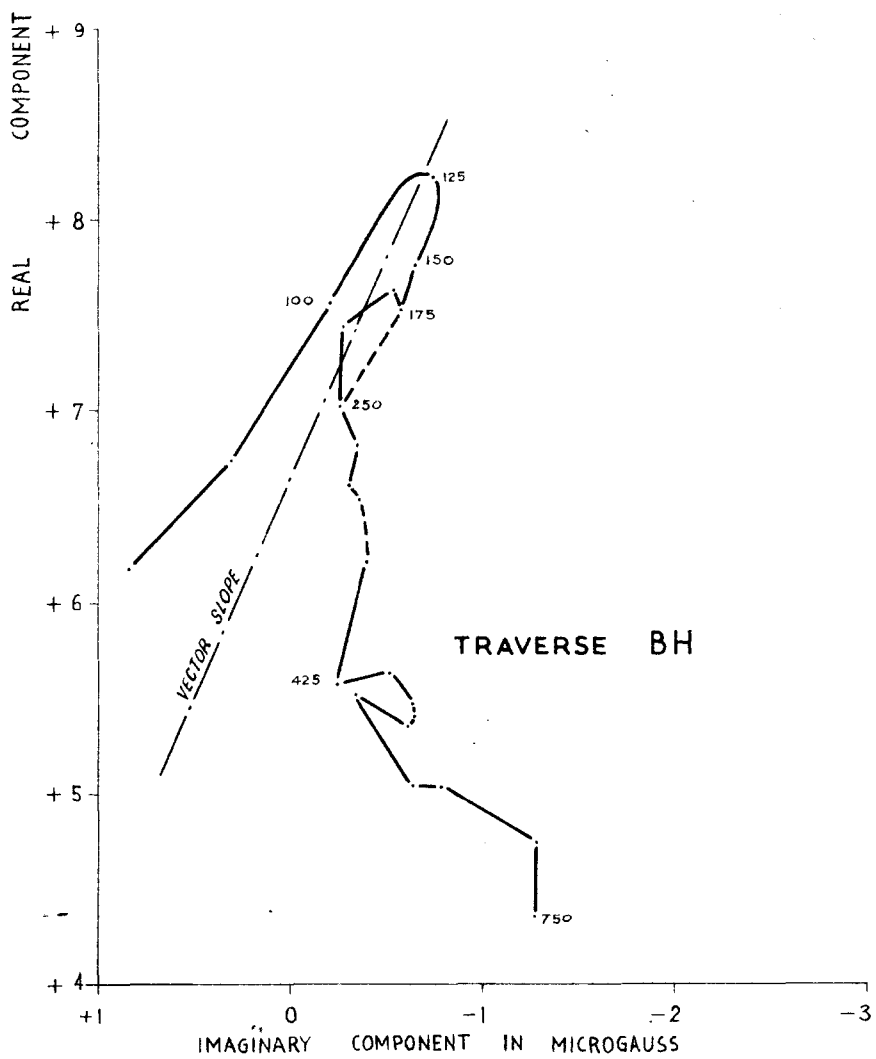 REAL COMPONENT
+ 9
+ 8
+ 7
+ 6
+ 5
+ 4
125
150
100
175
250
VECTOR SLOPE
TRAVERSE BH
425
750
+1 0 −1 −2 −3
IMAGINARY COMPONENT IN MICROGAUSS